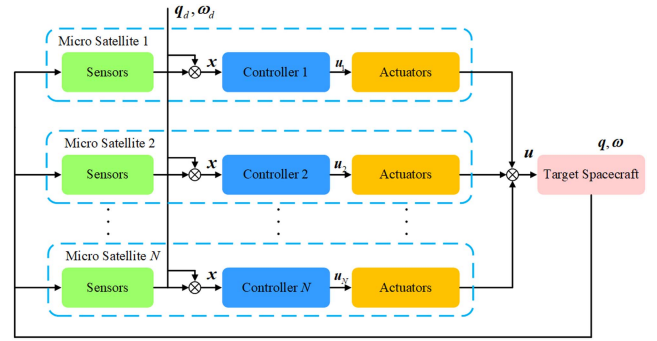 q_d, ω_d
Micro Satellite 1
Sensors
x
Controller 1
u_1
Actuators
Micro Satellite 2
Sensors
x
Controller 2
u_2
Actuators
u
q, ω
Target Spacecraft
Micro Satellite N
Sensors
x
Controller N
u_N
Actuators